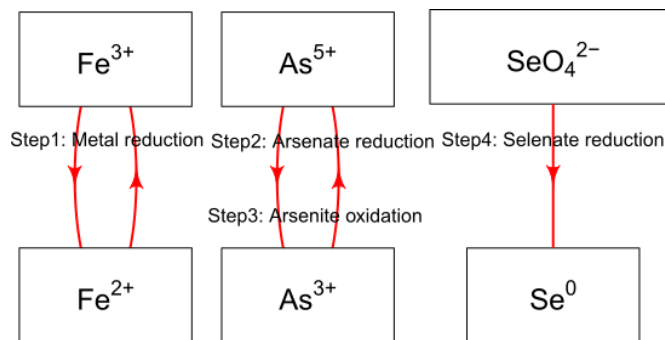 Fe³⁺ As⁵⁺ SeO₄²⁻
Step1: Metal reduction Step2: Arsenate reduction Step4: Selenate reduction
Step3: Arsenite oxidation
Fe²⁺ As³⁺ Se⁰